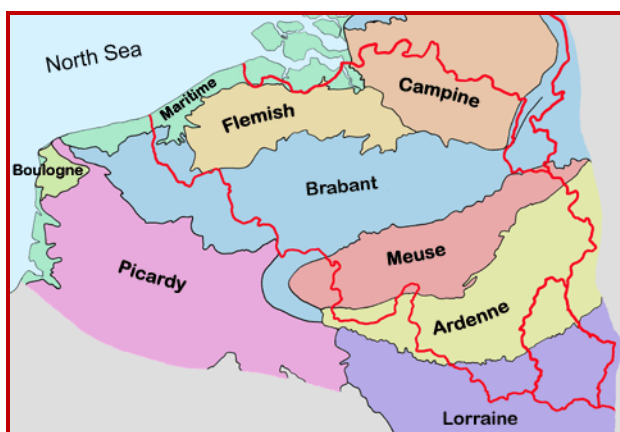 North Sea
Maritime
Flemish
Campine
Boulogne
Brabant
Picardy
Meuse
Ardenne
Lorraine